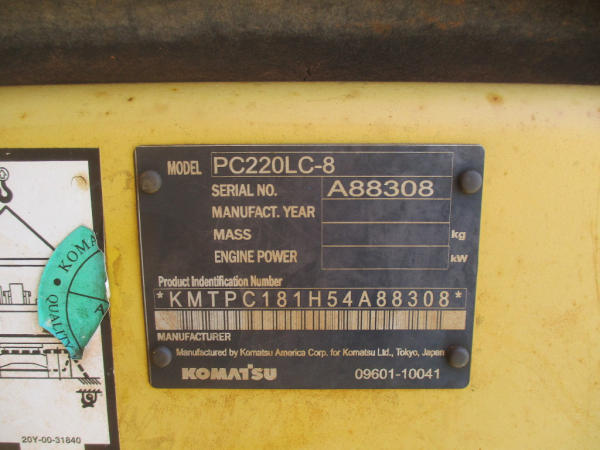 MODEL PC220LC-8
SERIAL NO. A88308
MANUFACT. YEAR
MASS kg
ENGINE POWER kW
Product Indentification Number
*KMTPC181H54A88308*
MANUFACTURER
Manufactured by Komatsu America Corp. for Komatsu Ltd., Tokyo, Japan
KOMATSU 09601-10041
KOMA
A
QUALITY
20Y-00-31840